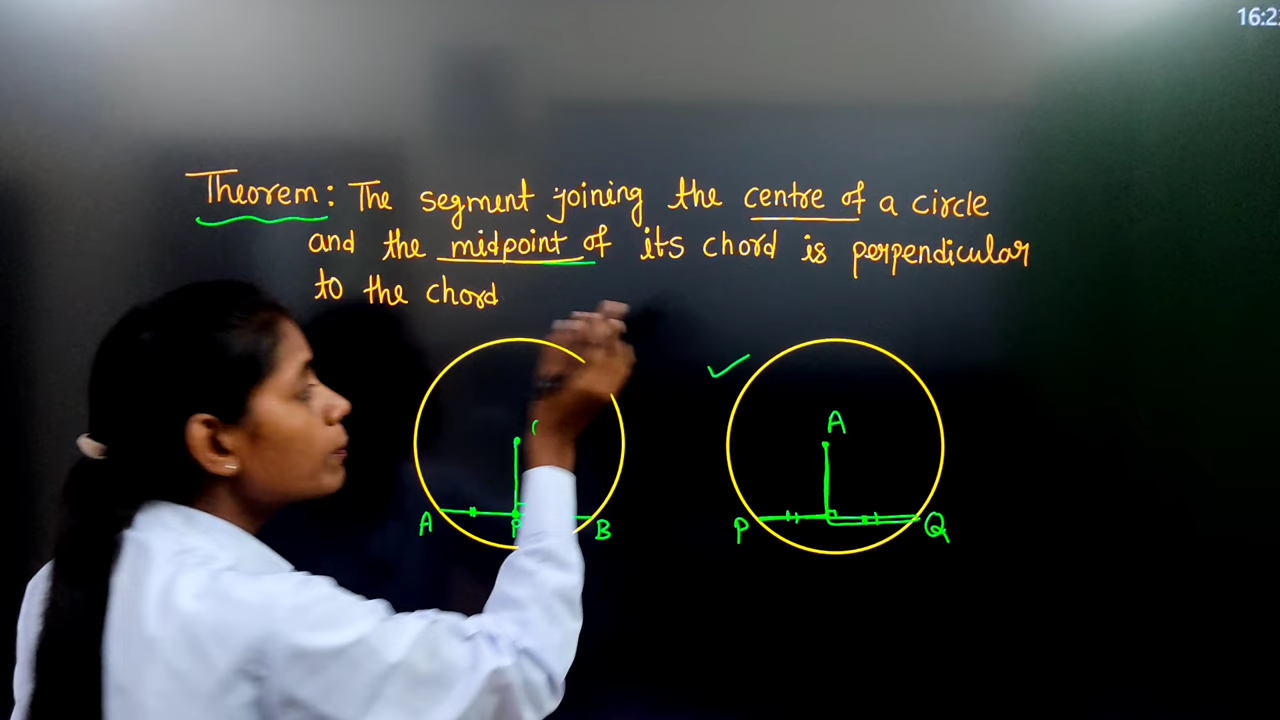 16:2
Theorem: The segment joining the centre of a circle
and the midpoint of its chord is perpendicular
to the chord
A
A
P
B
P
Q